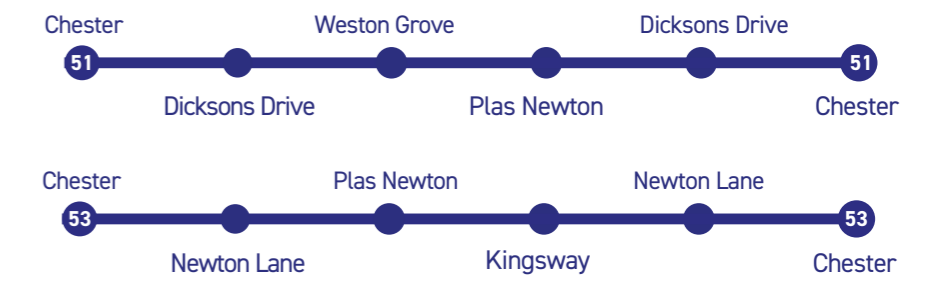 Chester
Weston Grove
Dicksons Drive
51
51
Dicksons Drive
Plas Newton
Chester
Chester
Plas Newton
Newton Lane
53
53
Newton Lane
Kingsway
Chester